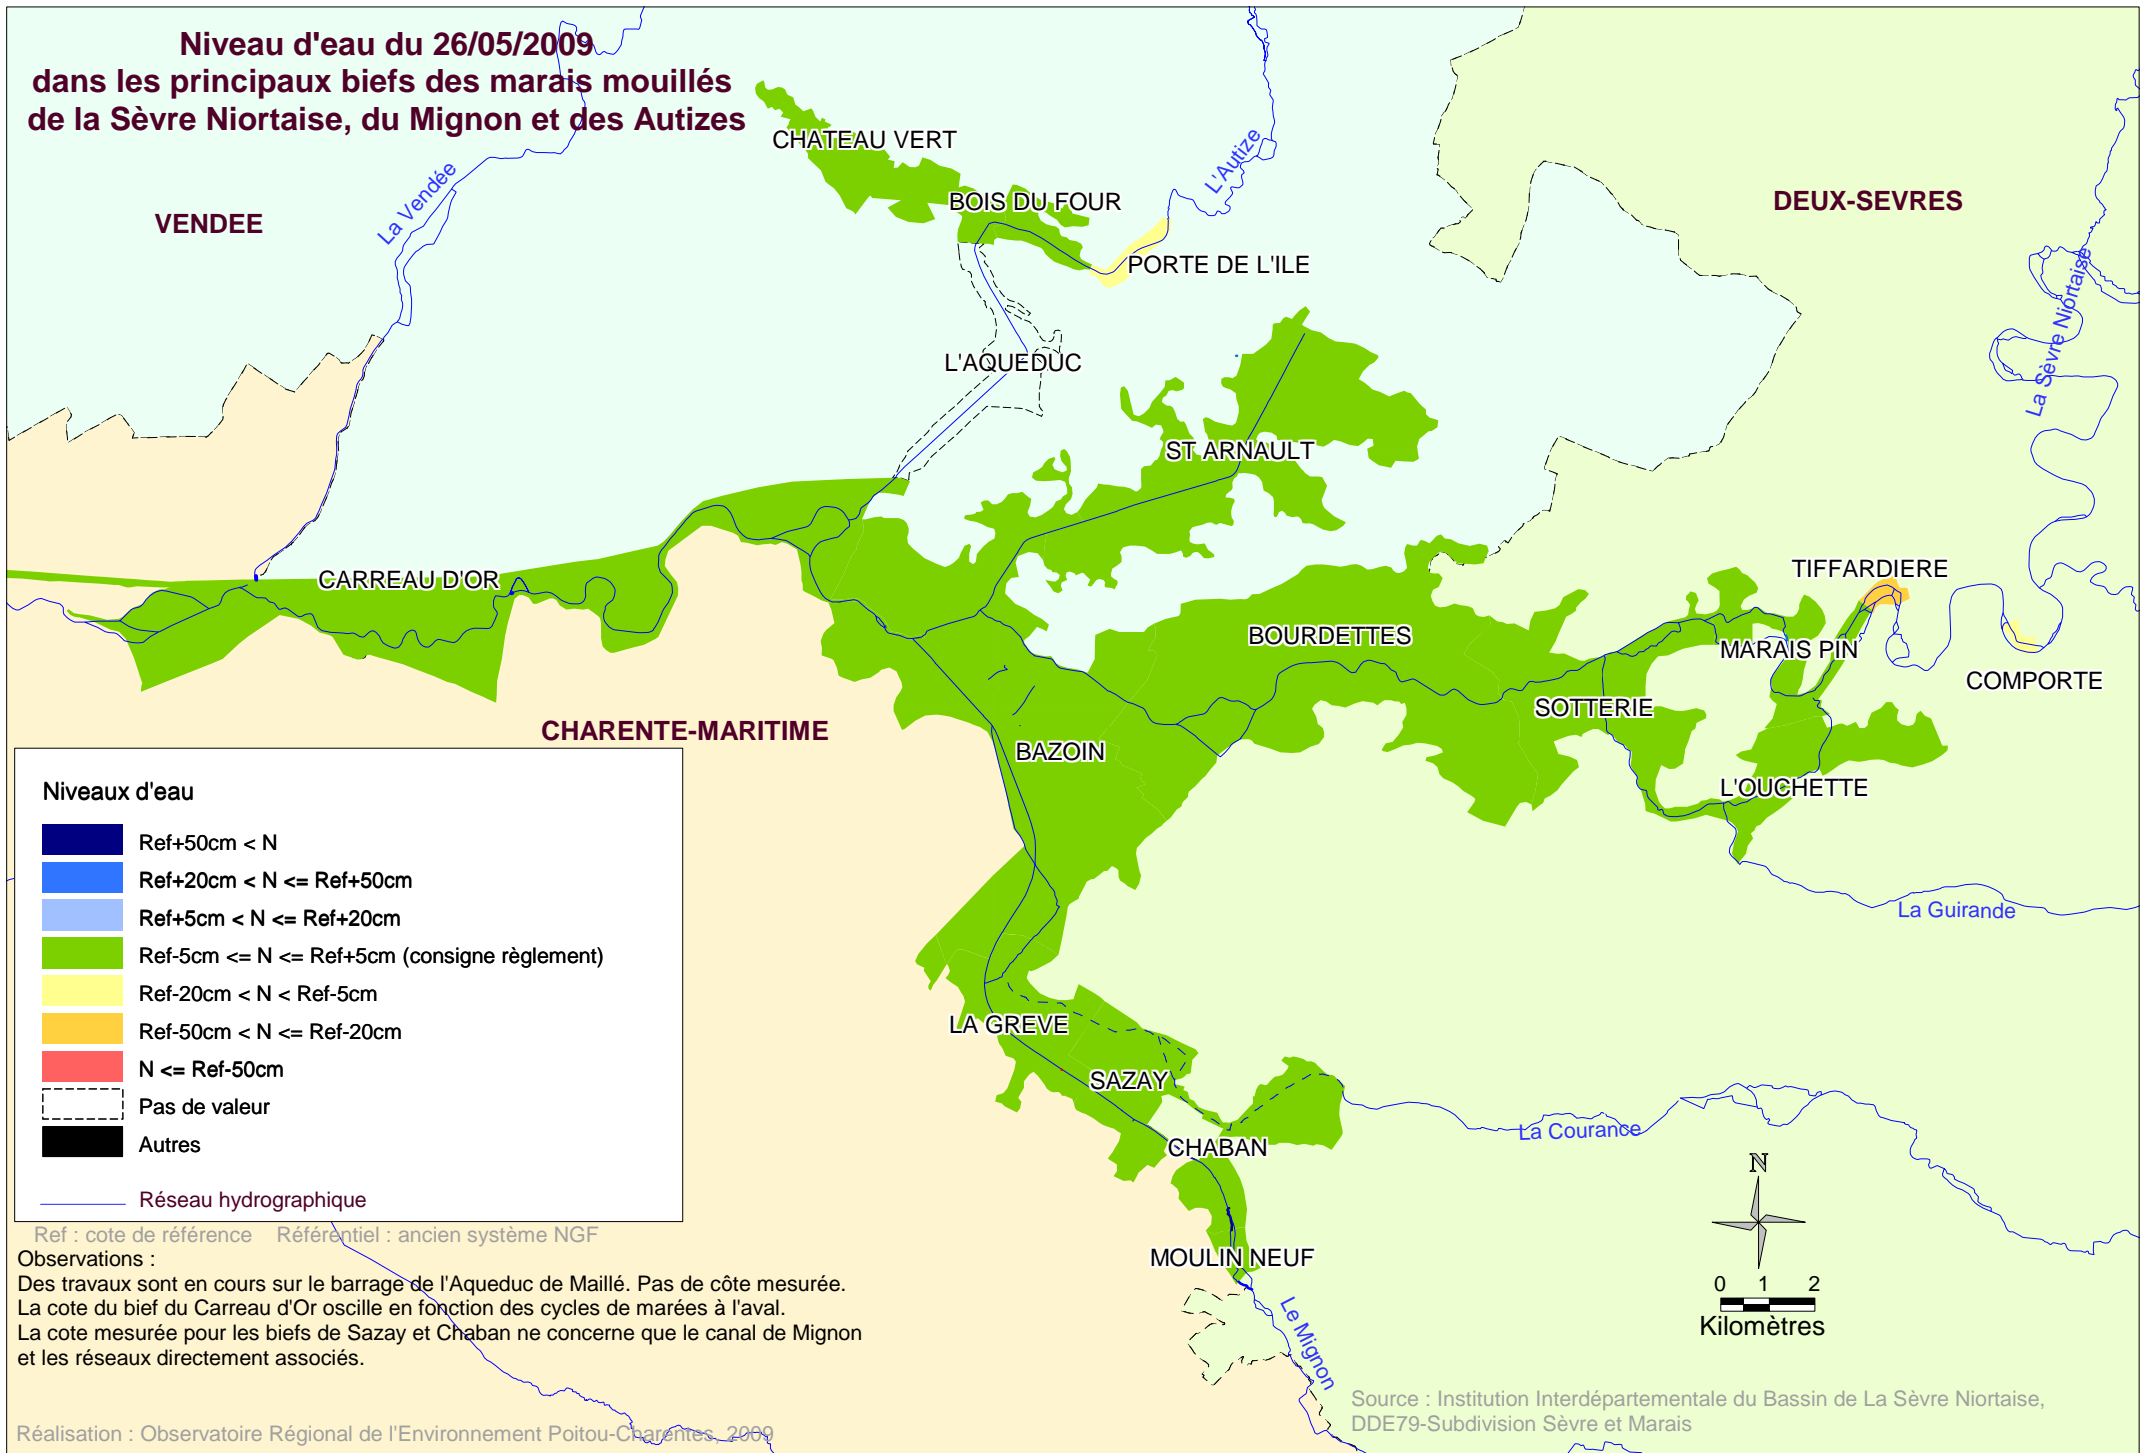 Niveau d'eau du 26/05/2009
dans les principaux biefs des marais mouillés
de la Sèvre Niortaise, du Mignon et des Autizes
VENDEE
La Vendée
CHATEAU VERT
BOIS DU FOUR
L'Autize
PORTE DE L'ILE
DEUX-SEVRES
La Sèvre Niortaise
L'AQUEDUC
ST ARNAULT
CARREAU D'OR
TIFFARDIERE
BOURDETTES
MARAIS PIN
COMPORTE
SOTTERIE
CHARENTE-MARITIME
BAZOIN
L'OUCHETTE
La Guirande
LA GREVE
SAZAY
La Courance
CHABAN
MOULIN NEUF
Le Mignon
Niveaux d'eau
Ref+50cm < N
Ref+20cm < N <= Ref+50cm
Ref+5cm < N <= Ref+20cm
Ref-5cm <= N <= Ref+5cm (consigne règlement)
Ref-20cm < N < Ref-5cm
Ref-50cm < N <= Ref-20cm
N <= Ref-50cm
Pas de valeur
Autres
Réseau hydrographique
Ref : cote de référence Référentiel : ancien système NGF
Observations :
Des travaux sont en cours sur le barrage de l'Aqueduc de Maillé. Pas de côte mesurée.
La cote du bief du Carreau d'Or oscille en fonction des cycles de marées à l'aval.
La cote mesurée pour les biefs de Sazay et Chaban ne concerne que le canal de Mignon
et les réseaux directement associés.
N
0 1 2
Kilomètres
Source : Institution Interdépartementale du Bassin de La Sèvre Niortaise,
DDE79-Subdivision Sèvre et Marais
Réalisation : Observatoire Régional de l'Environnement Poitou-Charentes, 2009